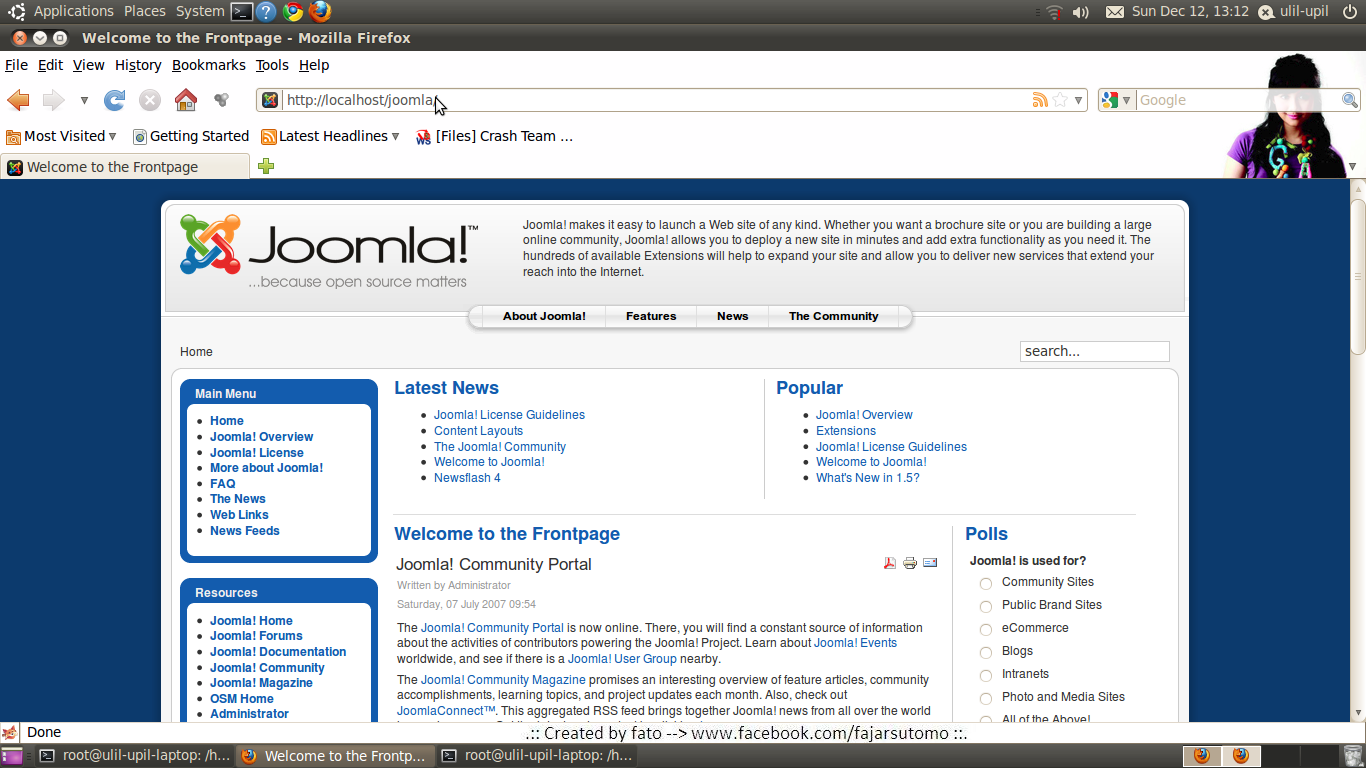 Applications Places System Sun Dec 12, 13:12 ulil-upil
Welcome to the Frontpage - Mozilla Firefox
File Edit View History Bookmarks Tools Help
http://localhost/joomla/ Google
Most Visited Getting Started Latest Headlines [Files] Crash Team ...
Welcome to the Frontpage
Joomla!™
...because open source matters
Joomla! makes it easy to launch a Web site of any kind. Whether you want a brochure site or you are building a large
online community, Joomla! allows you to deploy a new site in minutes and add extra functionality as you need it. The
hundreds of available Extensions will help to expand your site and allow you to deliver new services that extend your
reach into the Internet.
About Joomla! Features News The Community
Home search...
Main Menu
Home
Joomla! Overview
Joomla! License
More about Joomla!
FAQ
The News
Web Links
News Feeds
Resources
Joomla! Home
Joomla! Forums
Joomla! Documentation
Joomla! Community
Joomla! Magazine
OSM Home
Administrator
Latest News
Joomla! License Guidelines
Content Layouts
The Joomla! Community
Welcome to Joomla!
Newsflash 4
Popular
Joomla! Overview
Extensions
Joomla! License Guidelines
Welcome to Joomla!
What's New in 1.5?
Welcome to the Frontpage
Joomla! Community Portal
Written by Administrator
Saturday, 07 July 2007 09:54
The Joomla! Community Portal is now online. There, you will find a constant source of information
about the activities of contributors powering the Joomla! Project. Learn about Joomla! Events
worldwide, and see if there is a Joomla! User Group nearby.
The Joomla! Community Magazine promises an interesting overview of feature articles, community
accomplishments, learning topics, and project updates each month. Also, check out
JoomlaConnect™. This aggregated RSS feed brings together Joomla! news from all over the world
Polls
Joomla! is used for?
Community Sites
Public Brand Sites
eCommerce
Blogs
Intranets
Photo and Media Sites
All of the Above!
Done .:: Created by fato --> www.facebook.com/fajarsutomo ::.
root@ulil-upil-laptop: /h... Welcome to the Frontp... root@ulil-upil-laptop: /h...